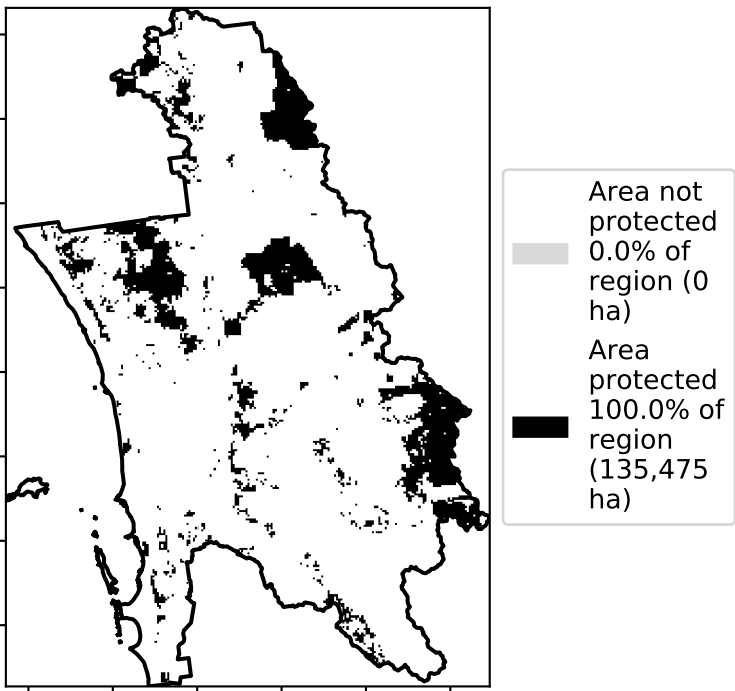 Area not
protected
0.0% of
region (0
ha)
Area
protected
100.0% of
region
(135,475
ha)